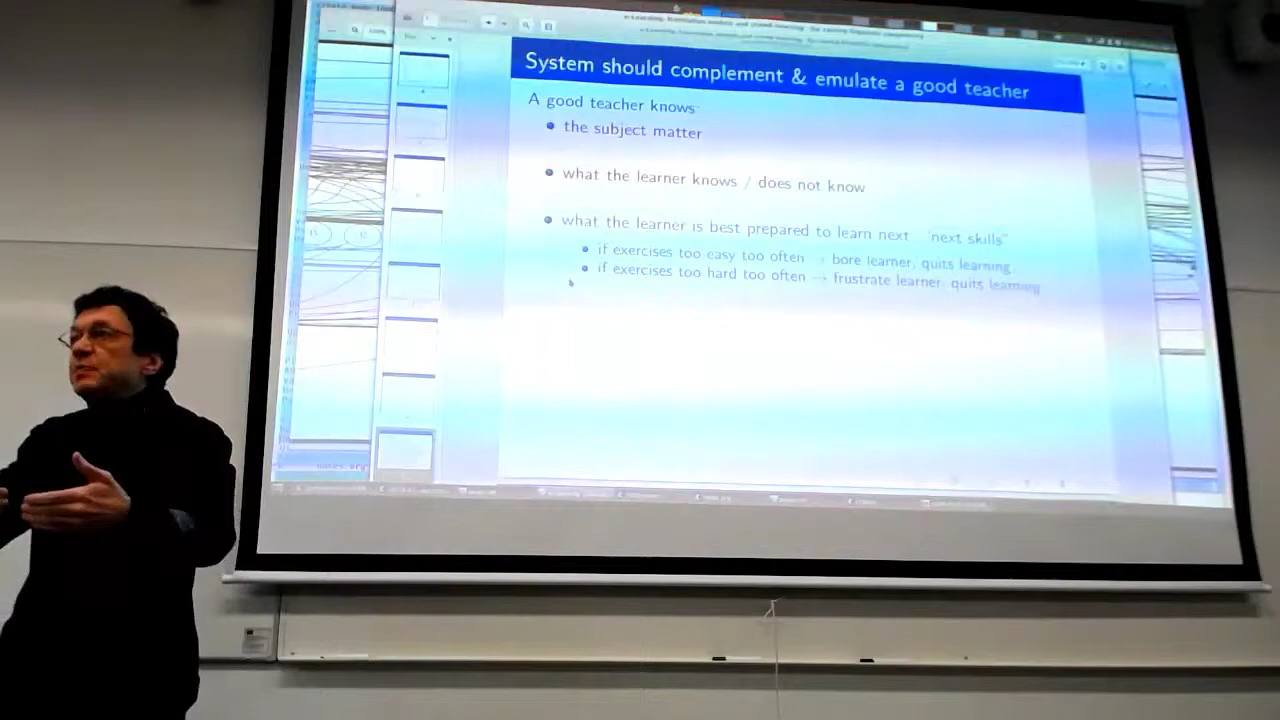 System should complement & emulate a good teacher
A good teacher knows
the subject matter
what the learner knows / does not know
what the learner is best prepared to learn next "next skills"
if exercises too easy too often → bore learner, quits learning
if exercises too hard too often → frustrate learner, quits learning